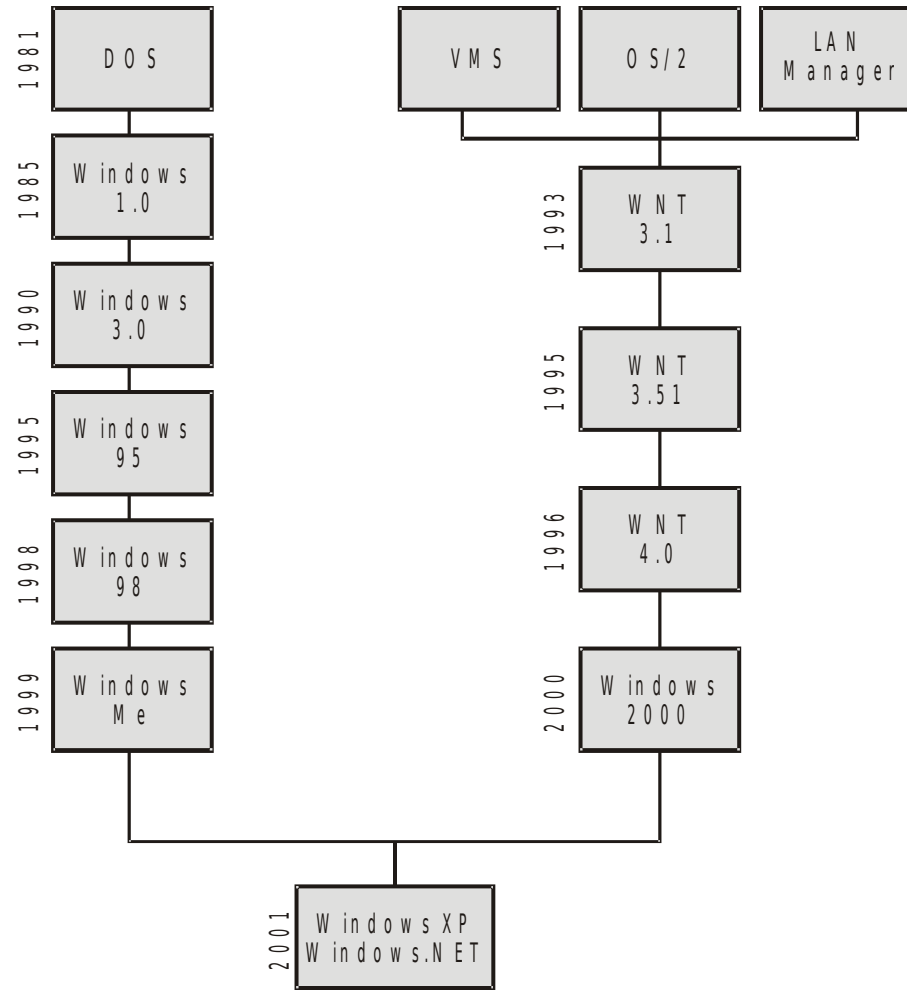 1981
DOS
1985
Windows
1.0
1990
Windows
3.0
1995
Windows
95
1998
Windows
98
1999
Windows
Me
VMS
OS/2
LAN
Manager
1993
WNT
3.1
1995
WNT
3.51
1996
WNT
4.0
2000
Windows
2000
2001
Windows XP
Windows.NET